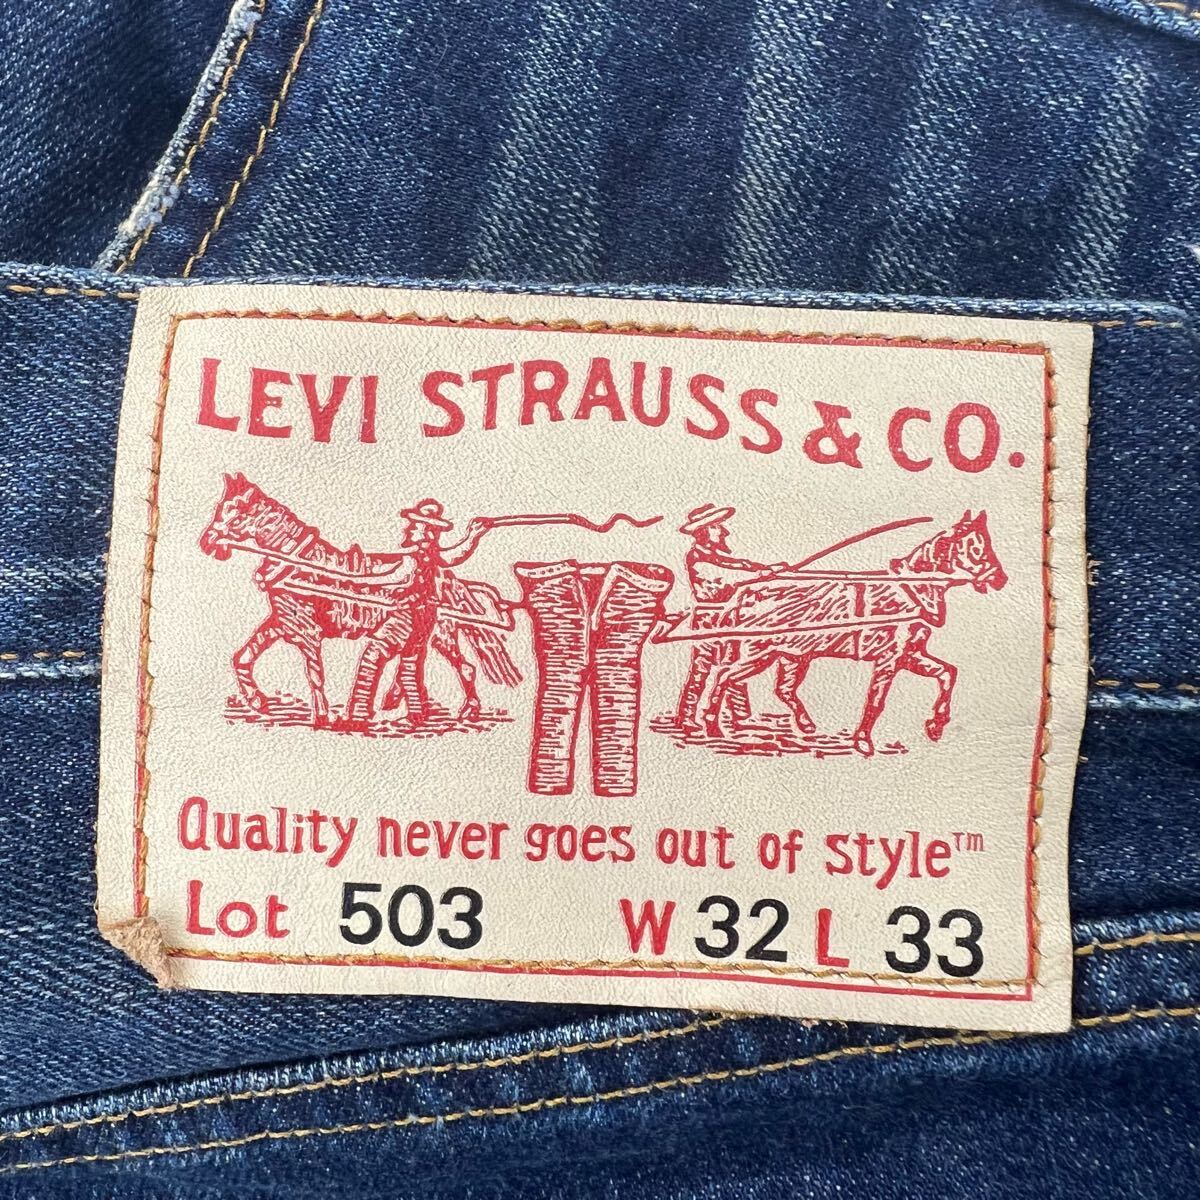 LEVI STRAUSS & CO.
Quality never goes out of style™
Lot 503 W 32 L 33